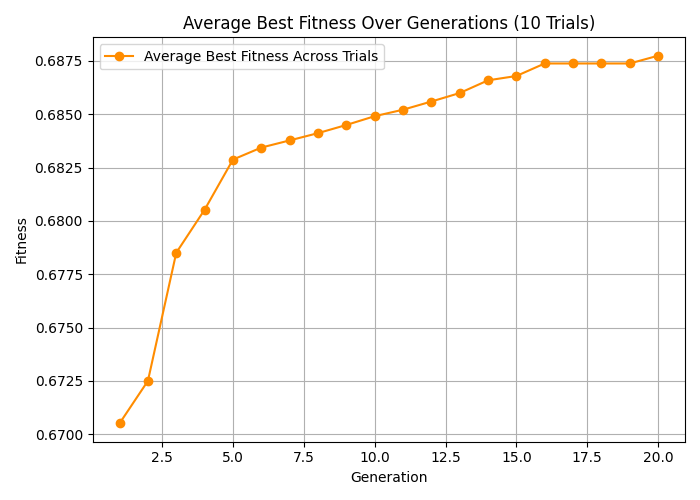 Average Best Fitness Over Generations (10 Trials)
Average Best Fitness Across Trials
0.6875
0.6850
0.6825
0.6800
0.6775
0.6750
0.6725
0.6700
Fitness
2.5 5.0 7.5 10.0 12.5 15.0 17.5 20.0
Generation